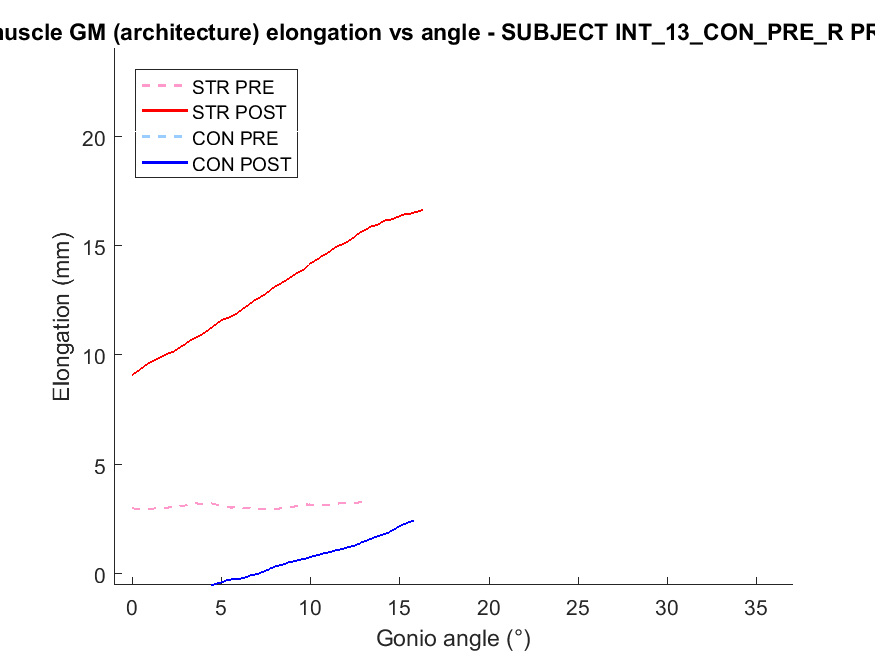 muscle GM (architecture) elongation vs angle - SUBJECT INT_13_CON_PRE_R PR
STR PRE
STR POST
CON PRE
CON POST
20
15
10
5
0
Elongation (mm)
0 5 10 15 20 25 30 35
Gonio angle (°)